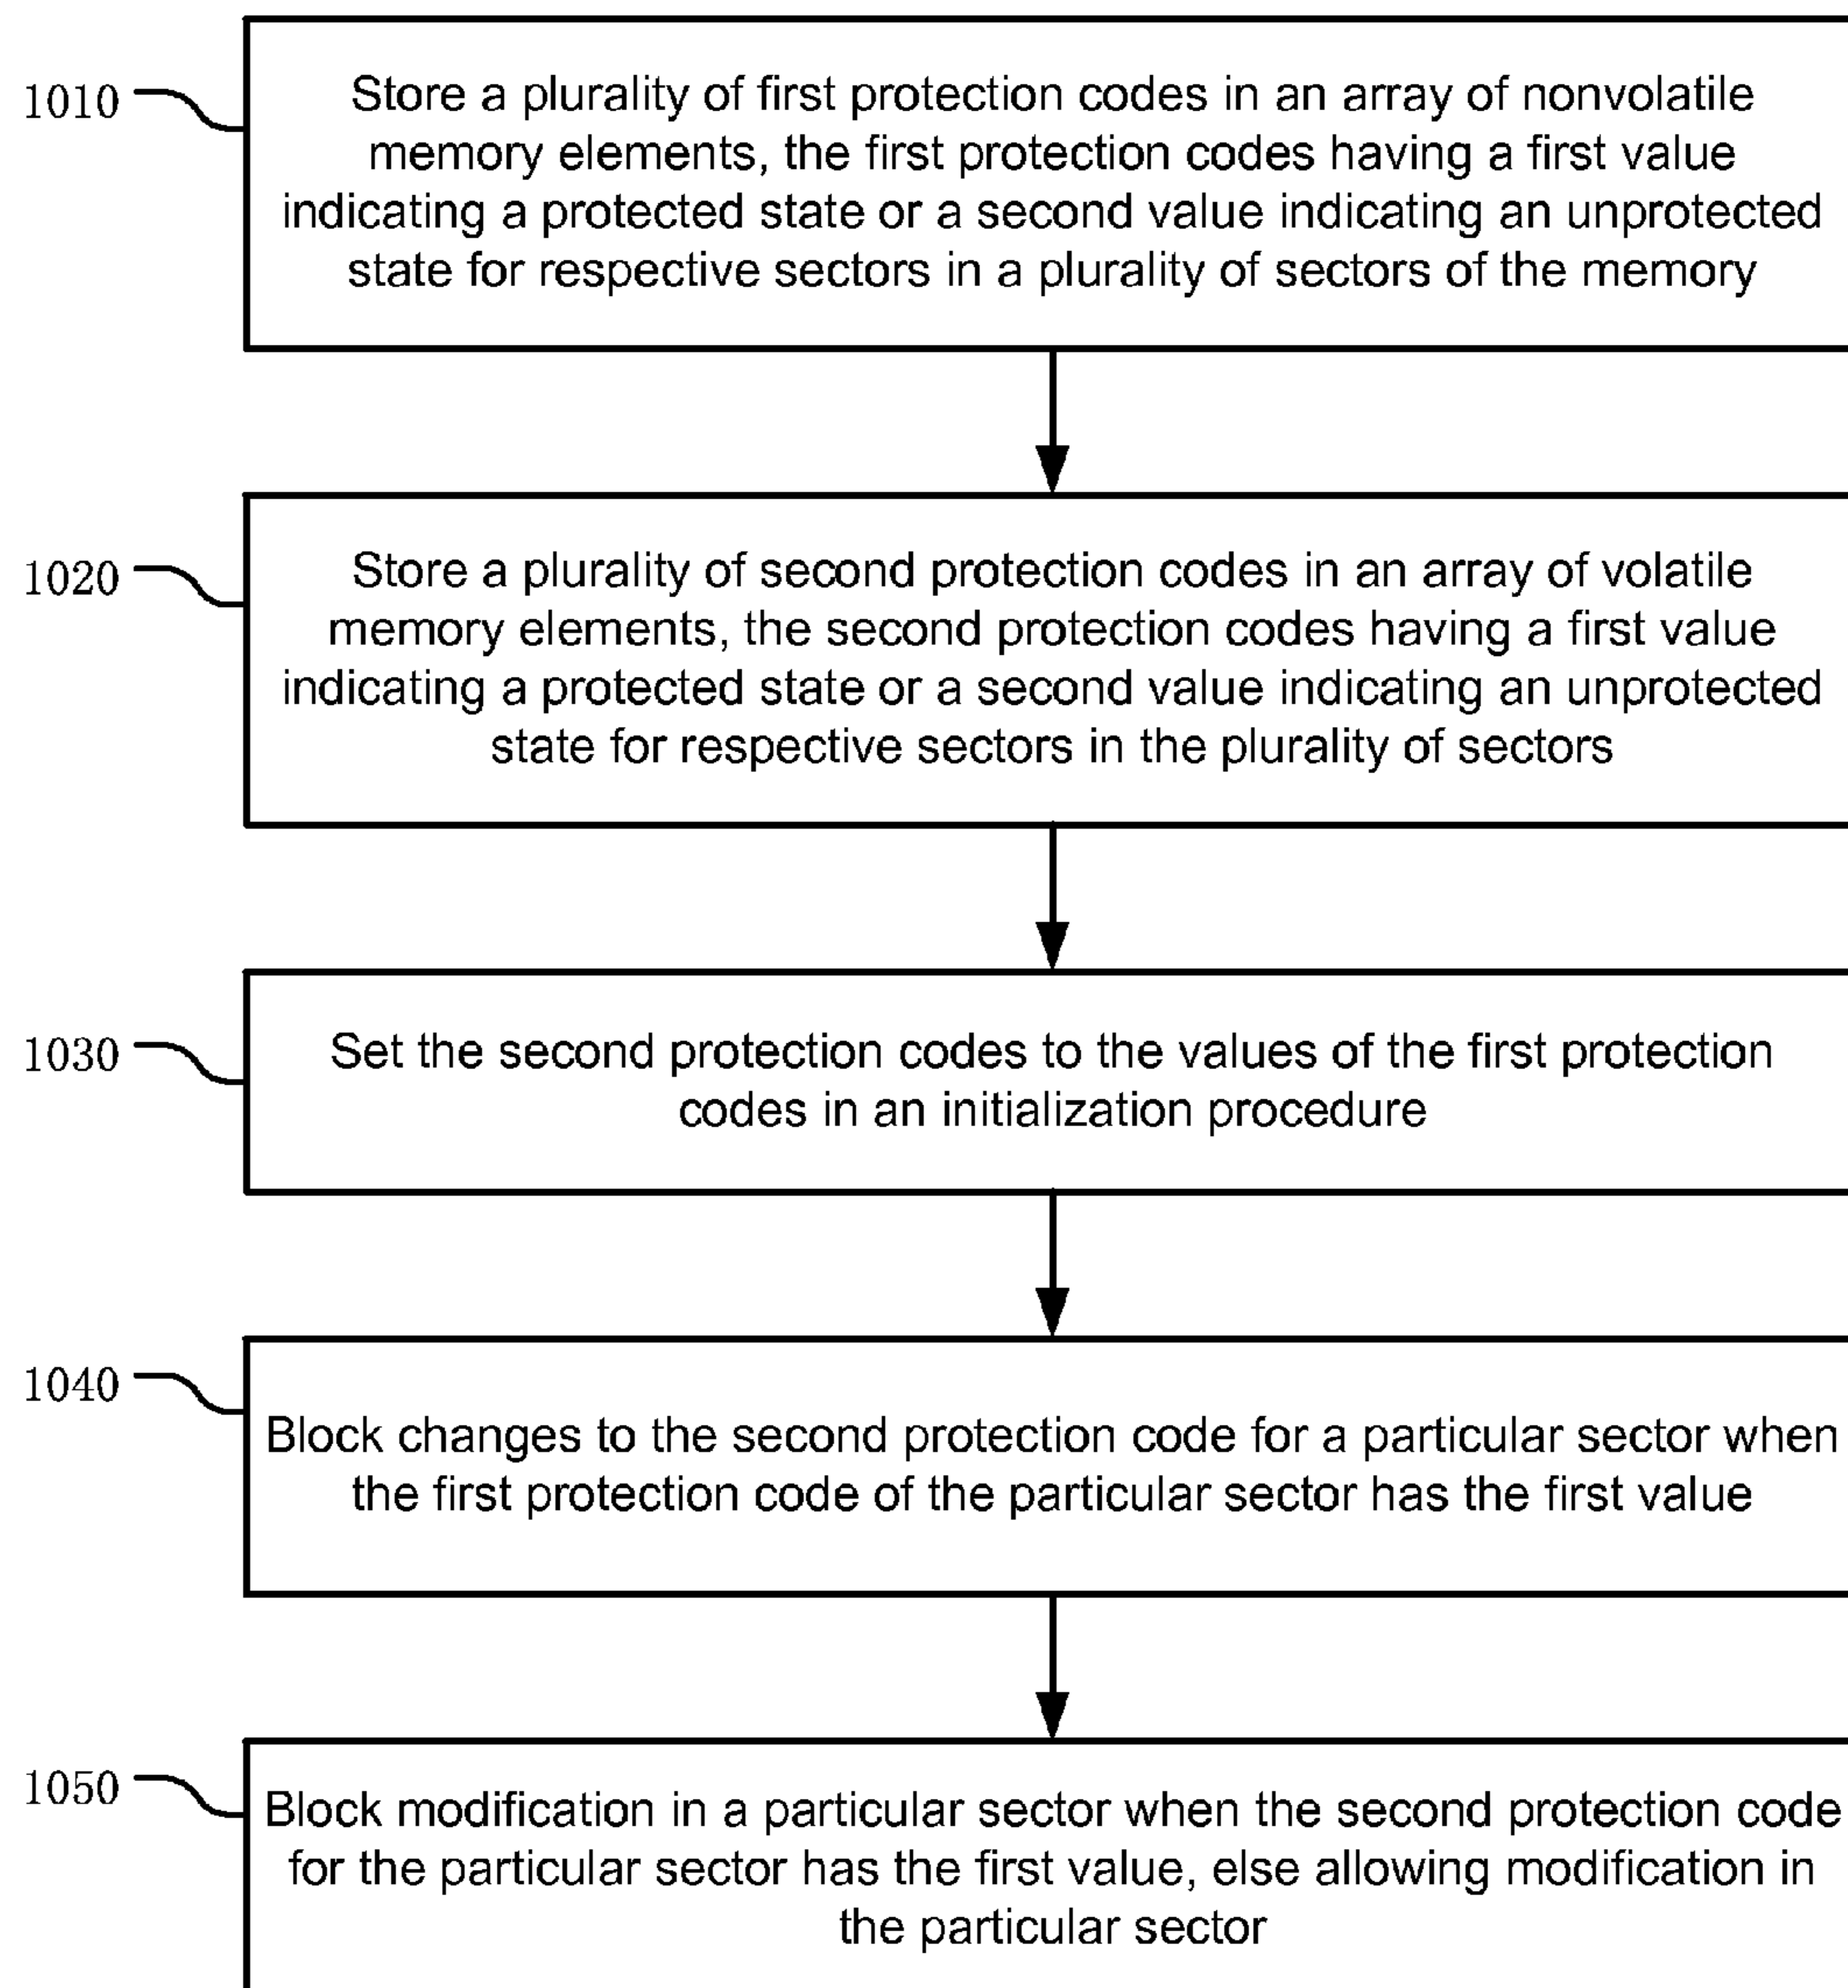 1010
Store a plurality of first protection codes in an array of nonvolatile
memory elements, the first protection codes having a first value
indicating a protected state or a second value indicating an unprotected
state for respective sectors in a plurality of sectors of the memory
1020
Store a plurality of second protection codes in an array of volatile
memory elements, the second protection codes having a first value
indicating a protected state or a second value indicating an unprotected
state for respective sectors in the plurality of sectors
1030
Set the second protection codes to the values of the first protection
codes in an initialization procedure
1040
Block changes to the second protection code for a particular sector when
the first protection code of the particular sector has the first value
1050
Block modification in a particular sector when the second protection code
for the particular sector has the first value, else allowing modification in
the particular sector